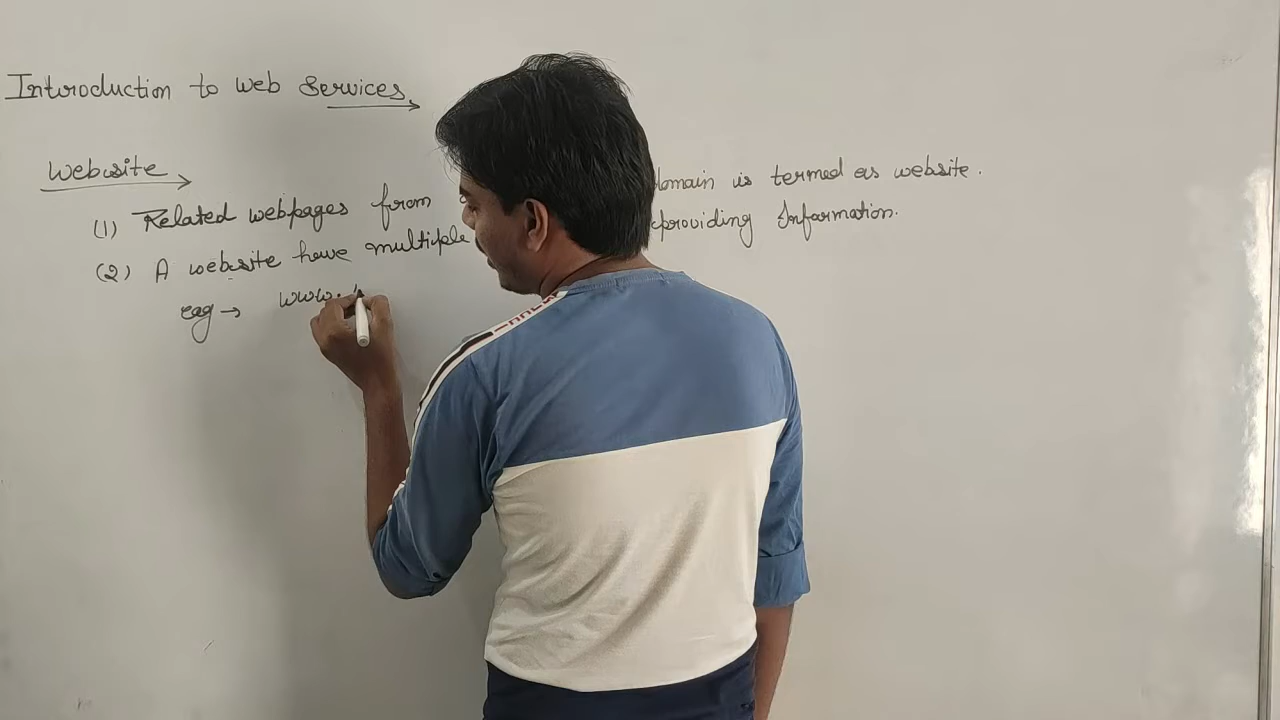 Introduction to web services
Website
(1) Related webpages from domain is termed as website.
(2) A website have multiple providing Information.
eg → www.